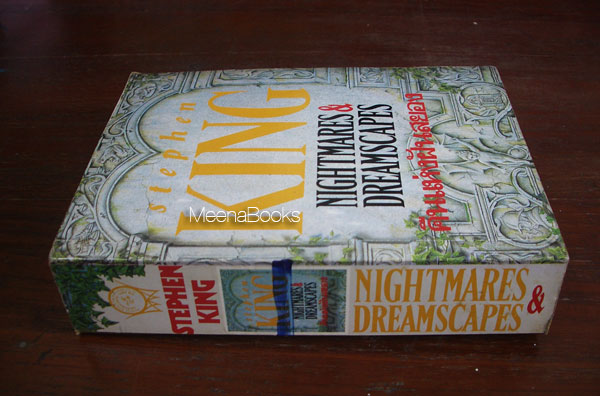 stephen
KING
NIGHTMARES &
DREAMSCAPES
MeenaBooks
STEPHEN
KING
KING
NIGHTMARES &
DREAMSCAPES
NIGHTMARES
& DREAMSCAPES